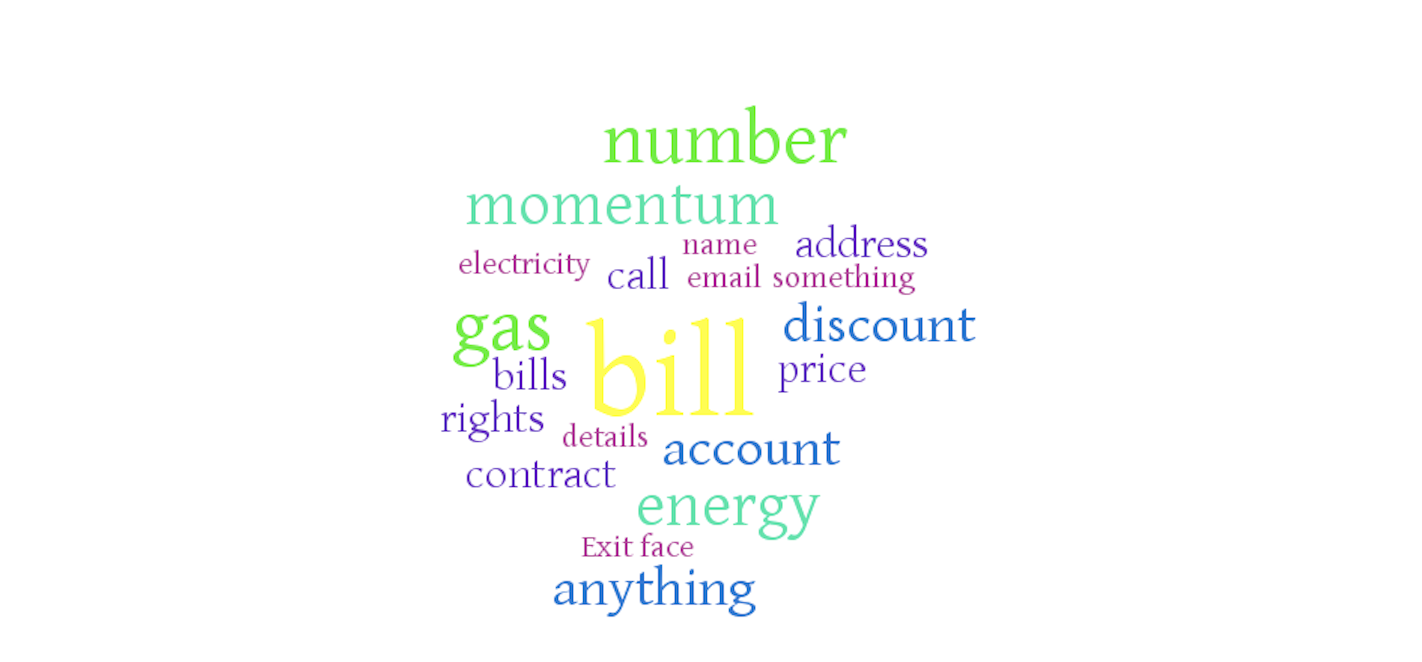 number
momentum
name address
electricity call email something
gas bill discount
bills price
rights
details account
contract
energy
Exit face
anything